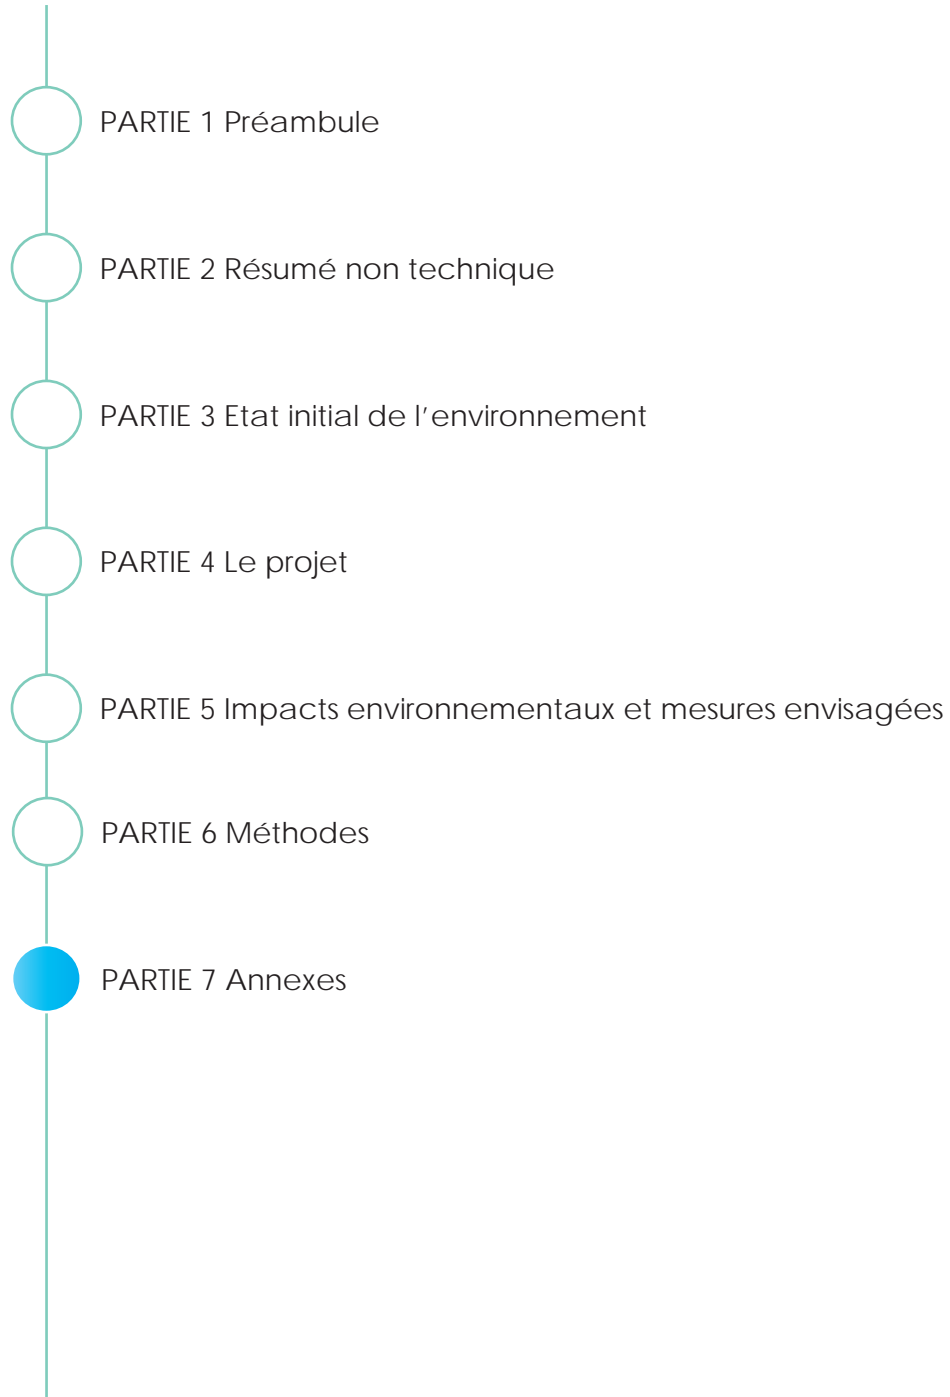 PARTIE 1 Préambule
PARTIE 2 Résumé non technique
PARTIE 3 Etat initial de l’environnement
PARTIE 4 Le projet
PARTIE 5 Impacts environnementaux et mesures envisagées
PARTIE 6 Méthodes
PARTIE 7 Annexes